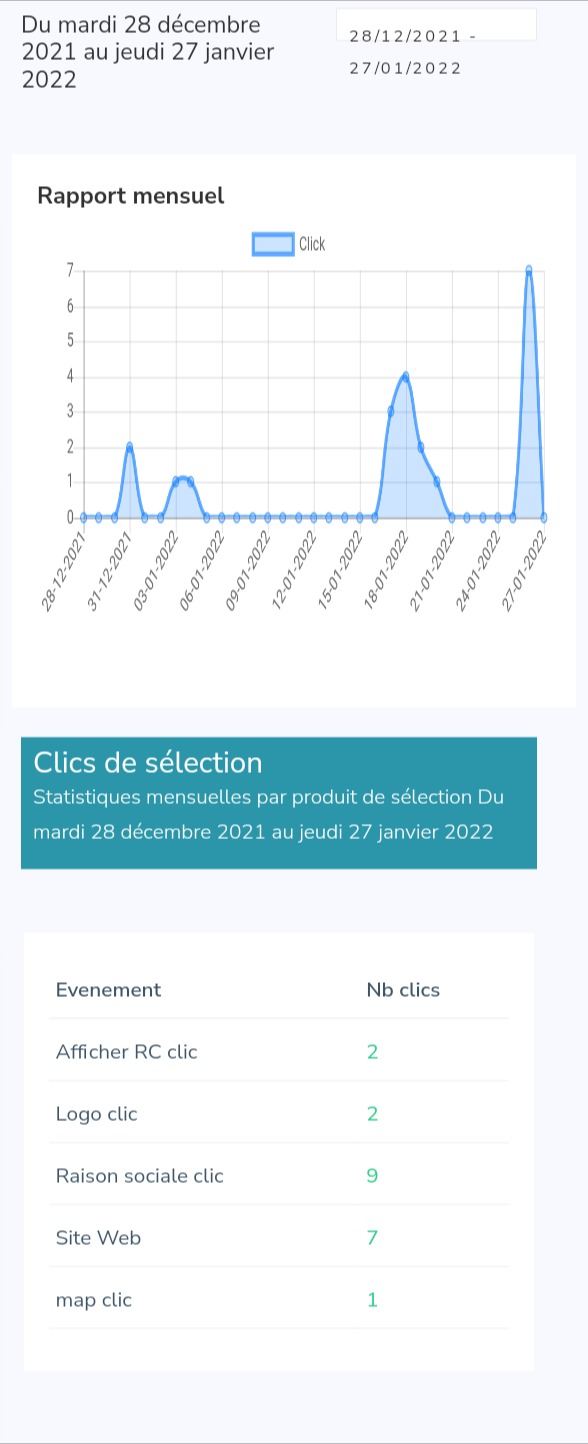 Du mardi 28 décembre
2021 au jeudi 27 janvier
2022
28/12/2021 -
27/01/2022
Rapport mensuel
Click
7
6
5
4
3
2
1
0
28-12-2021
31-12-2021
03-01-2022
06-01-2022
09-01-2022
12-01-2022
15-01-2022
18-01-2022
21-01-2022
24-01-2022
27-01-2022
Clics de sélection
Statistiques mensuelles par produit de sélection Du
mardi 28 décembre 2021 au jeudi 27 janvier 2022
Evenement Nb clics
Afficher RC clic 2
Logo clic 2
Raison sociale clic 9
Site Web 7
map clic 1